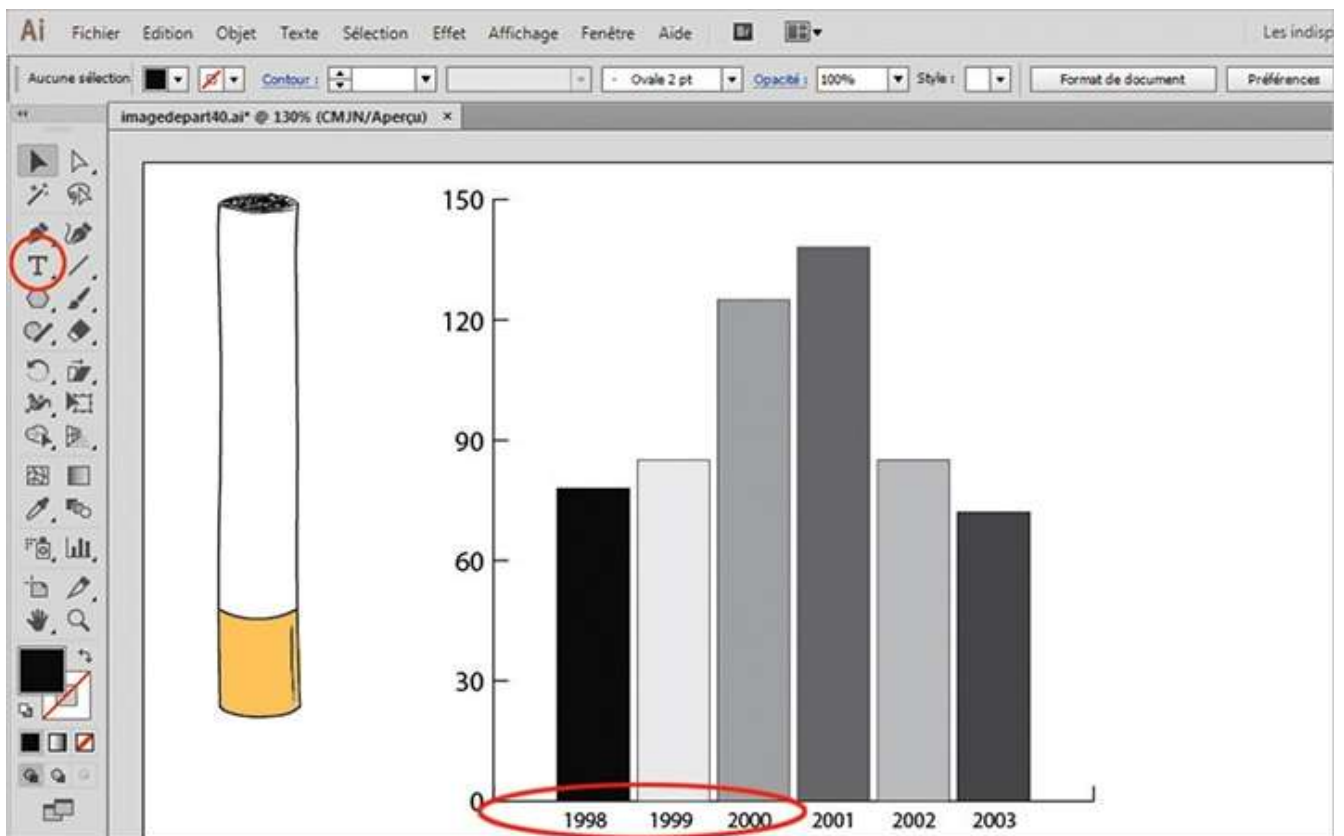 Ai Fichier Edition Objet Texte Sélection Effet Affichage Fenêtre Aide Br Les indisp
Aucune sélection Contour : Ovale 2 pt Opacité : 100% Style : Format de document Préférences
imagedepart40.ai* @ 130% (CMJN/Aperçu) ×
150
120
90
60
30
0
1998 1999 2000 2001 2002 2003